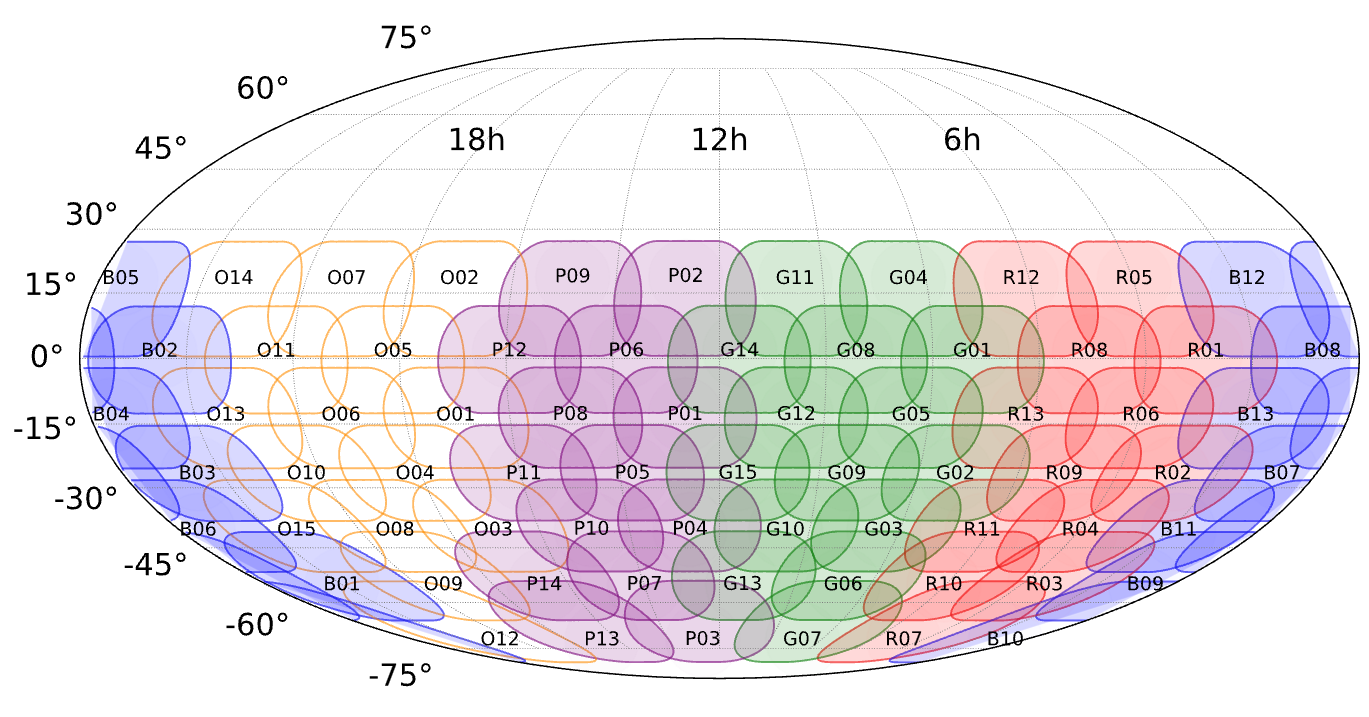 75°
60°
45°
18h 12h 6h
30°
15° B05 O14 O07 O02 P09 P02 G11 G04 R12 R05 B12
0° B02 O11 O05 P12 P06 G14 G08 G01 R08 R01 B08
-15° B04 O13 O06 O01 P08 P01 G12 G05 R13 R06 B13
B03 O10 O04 P11 P05 G15 G09 G02 R09 R02 B07
-30°
B06 O15 O08 O03 P10 P04 G10 G03 R11 R04 B11
-45°
B01 O09 P14 P07 G13 G06 R10 R03 B09
-60°
O12 P13 P03 G07 R07 B10
-75°